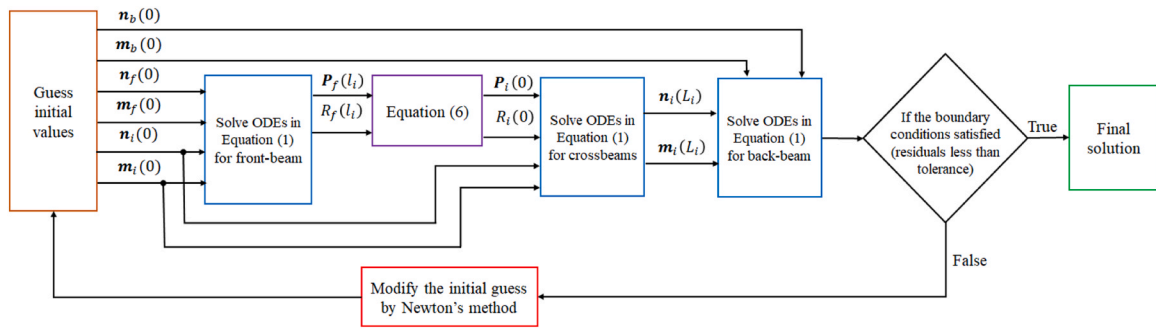 𝒏_b(0)
𝒎_b(0)
𝒏_f(0)
𝒎_f(0)
𝒏_i(0)
𝒎_i(0)
Guess
initial
values
Solve ODEs in
Equation (1)
for front-beam
𝑷_f(l_i)
R_f(l_i)
Equation (6)
𝑷_i(0)
R_i(0)
Solve ODEs in
Equation (1)
for crossbeams
𝒏_i(L_i)
𝒎_i(L_i)
Solve ODEs in
Equation (1)
for back-beam
If the boundary
conditions satisfied
(residuals less than
tolerance)
True
Final
solution
False
Modify the initial guess
by Newton's method